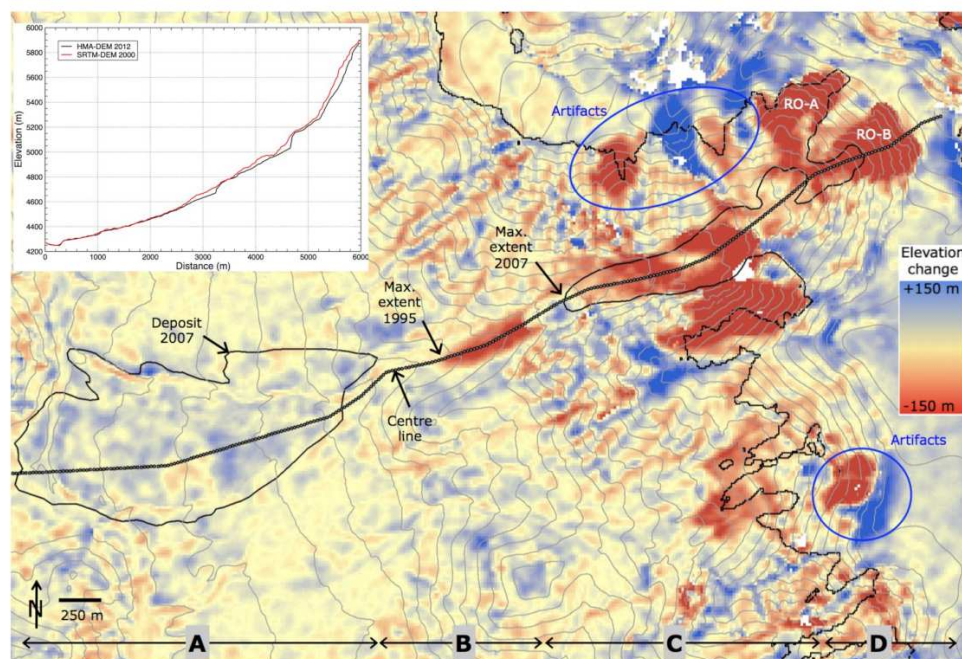 6000
5800
5600
5400
5200
5000
4800
4600
4400
4200
Elevation (m)
HMA-DEM 2012
SRTM-DEM 2000
0
1000
2000
3000
4000
5000
6000
Distance (m)
Artifacts
RO-A
RO-B
Max.
extent
2007
Elevation
change
+150 m
-150 m
Max.
extent
1995
Deposit
2007
Centre
line
Artifacts
N
250 m
A
B
C
D